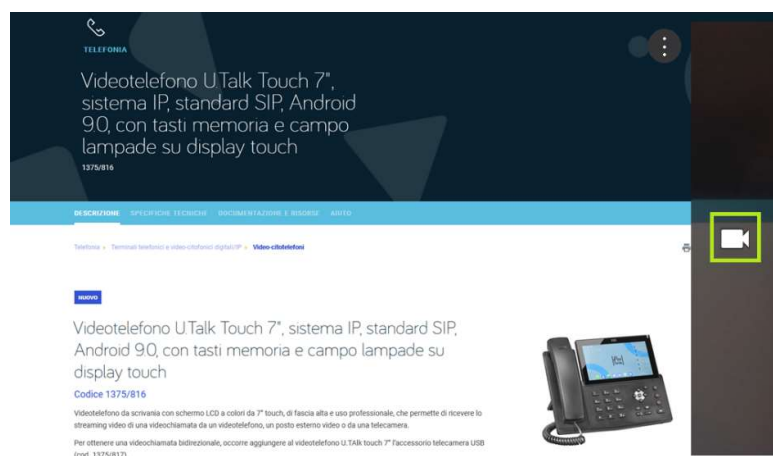 TELEFONIA
Videotelefono U.Talk Touch 7",
sistema IP, standard SIP, Android
9.0, con tasti memoria e campo
lampade su display touch
1375/816
DESCRIZIONE SPECIFICHE TECNICHE DOCUMENTAZIONE E RISORSE AIUTO
Telefonia Terminali telefonici e video-citofonici digitali/IP Video-citotelefoni
NUOVO
Videotelefono U.Talk Touch 7", sistema IP, standard SIP,
Android 9.0, con tasti memoria e campo lampade su
display touch
Codice 1375/816
Videotelefono da scrivania con schermo LCD a colori da 7" touch, di fascia alta e uso professionale, che permette di ricevere lo
streaming video di una videochiamata da un videotelefono, un posto esterno video o da una telecamera.
Per ottenere una videochiamata bidirezionale, occorre aggiungere al videotelefono U.TAlk touch 7" l'accessorio telecamera USB
(cod. 1375/817)